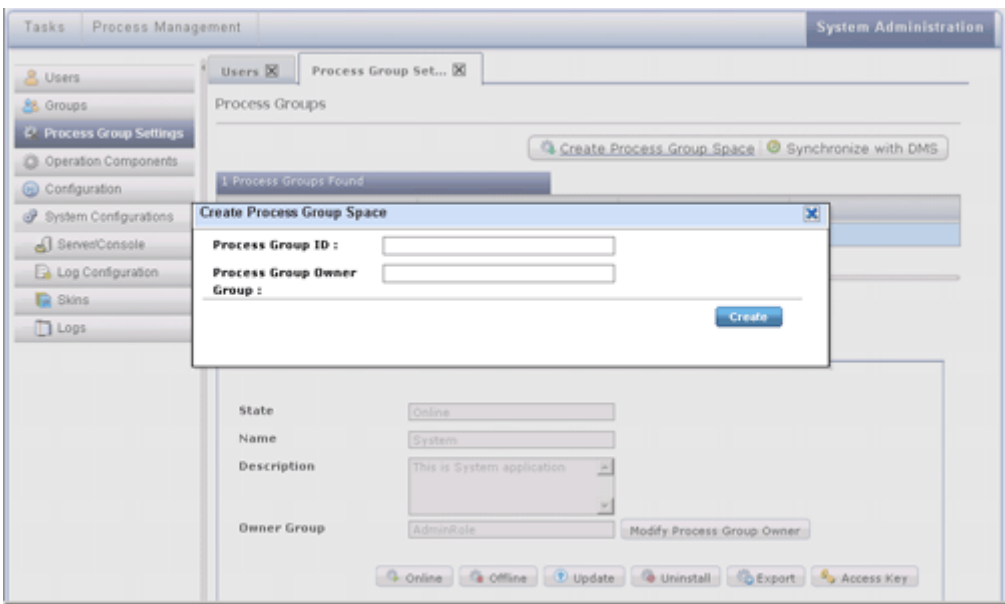 Tasks Process Management System Administration
Users Process Group Set...
Users
Groups
Process Group Settings
Operation Components
Configuration
System Configurations
Server/Console
Log Configuration
Skins
Logs
Process Groups
Create Process Group Space Synchronize with DMS
1 Process Groups Found
Create Process Group Space
Process Group ID :
Process Group Owner
Group :
Create
State Online
Name System
Description This is System application
Owner Group AdminRole Modify Process Group Owner
Online Offline Update Uninstall Export Access Key